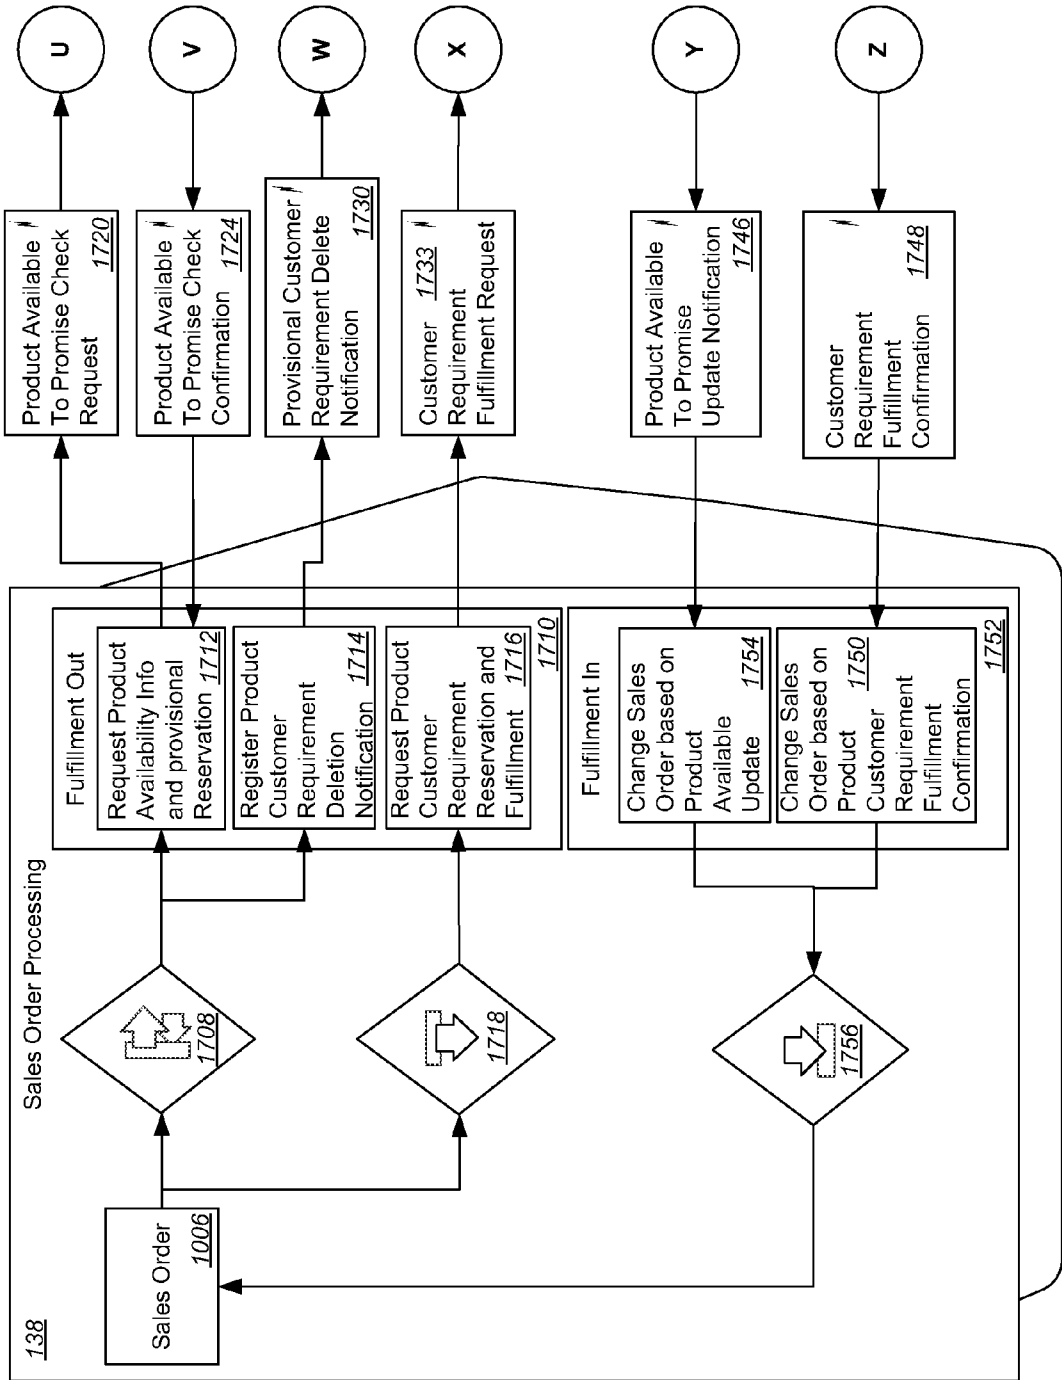 138
Sales Order Processing
Sales Order
1006
1708
1718
1756
Fulfillment Out
Request Product
Availability Info
and provisional
Reservation 1712
Register Product
Customer
Requirement
Deletion
Notification
1714
Request Product
Customer
Requirement
Reservation and
Fulfillment 1716
1710
Fulfillment In
Change Sales
Order based on
Product
Available
Update
1754
Change Sales
Order based on
Product 1750
Customer
Requirement
Fulfillment
Confirmation
1752
Product Available
To Promise Check
Request
1720
Product Available
To Promise Check
Confirmation
1724
Provisional Customer
Requirement Delete
Notification
1730
Customer 1733
Requirement
Fulfillment Request
Product Available
To Promise
Update Notification
1746
Customer
Requirement
Fulfillment
Confirmation
1748
U
V
W
X
Y
Z